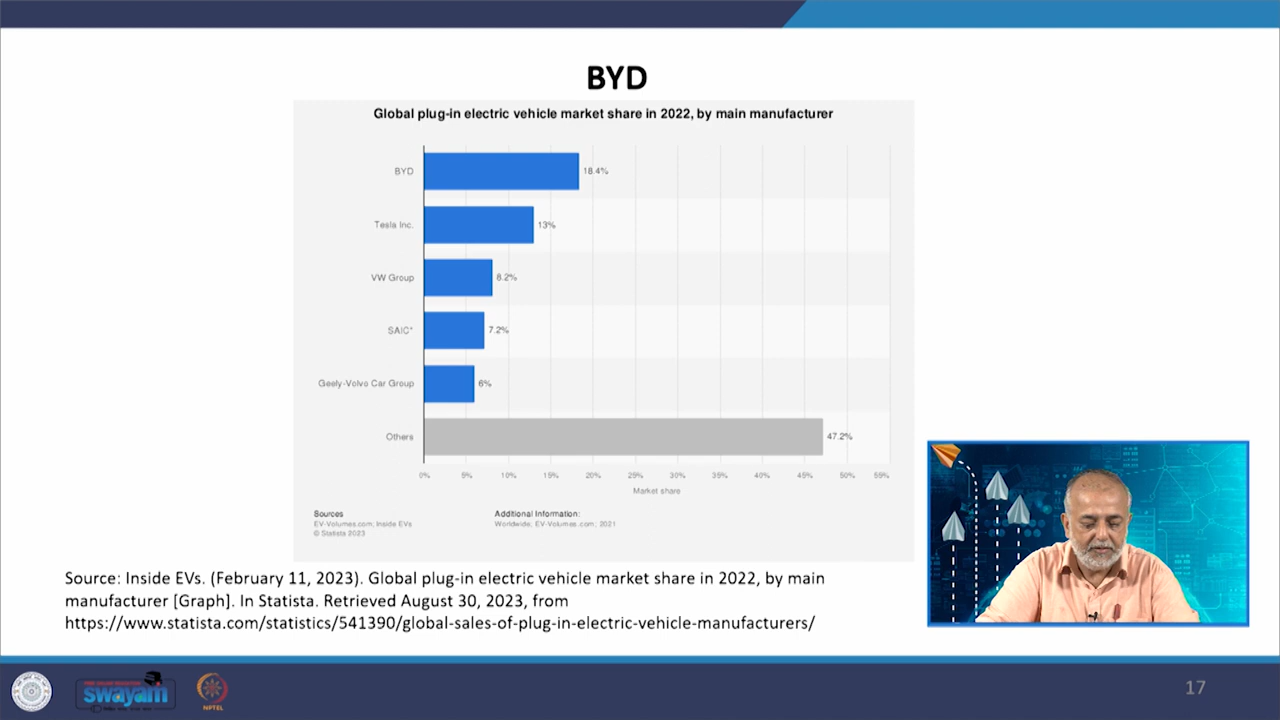 BYD
Global plug-in electric vehicle market share in 2022, by main manufacturer
BYD
18.4%
Tesla Inc.
13%
VW Group
8.2%
SAIC*
7.2%
Geely-Volvo Car Group
6%
Others
47.2%
0% 5% 10% 15% 20% 25% 30% 35% 40% 45% 50% 55%
Market share
Sources
EV-Volumes.com; Inside EVs
© Statista 2023
Additional Information:
Worldwide; EV-Volumes.com; 2021
Source: Inside EVs. (February 11, 2023). Global plug-in electric vehicle market share in 2022, by main
manufacturer [Graph]. In Statista. Retrieved August 30, 2023, from
https://www.statista.com/statistics/541390/global-sales-of-plug-in-electric-vehicle-manufacturers/
swayam
NPTEL
17